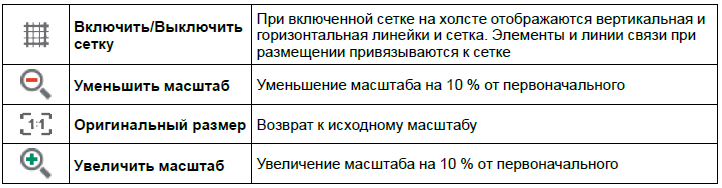 Включить/Выключить
сетку
При включенной сетке на холсте отображаются вертикальная и
горизонтальная линейки и сетка. Элементы и линии связи при
размещении привязываются к сетке
Уменьшить масштаб
Уменьшение масштаба на 10 % от первоначального
1:1
Оригинальный размер
Возврат к исходному масштабу
Увеличить масштаб
Увеличение масштаба на 10 % от первоначального